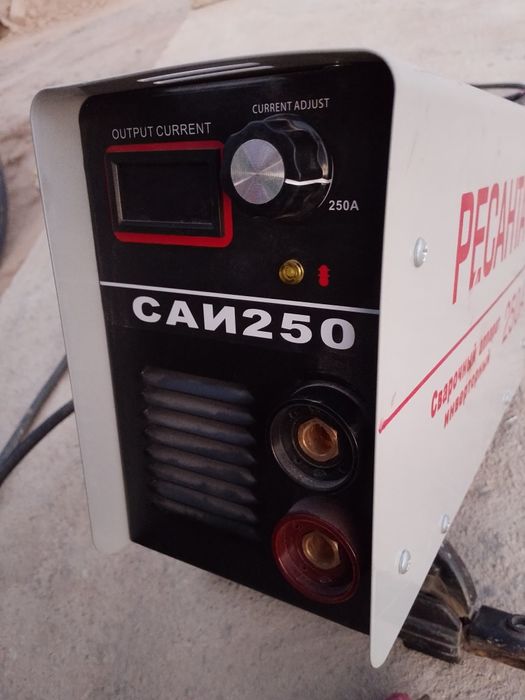 CURRENT ADJUST
OUTPUT CURRENT
250A
САИ250
РЕСАНТА
Сварочный аппарат
инверторный